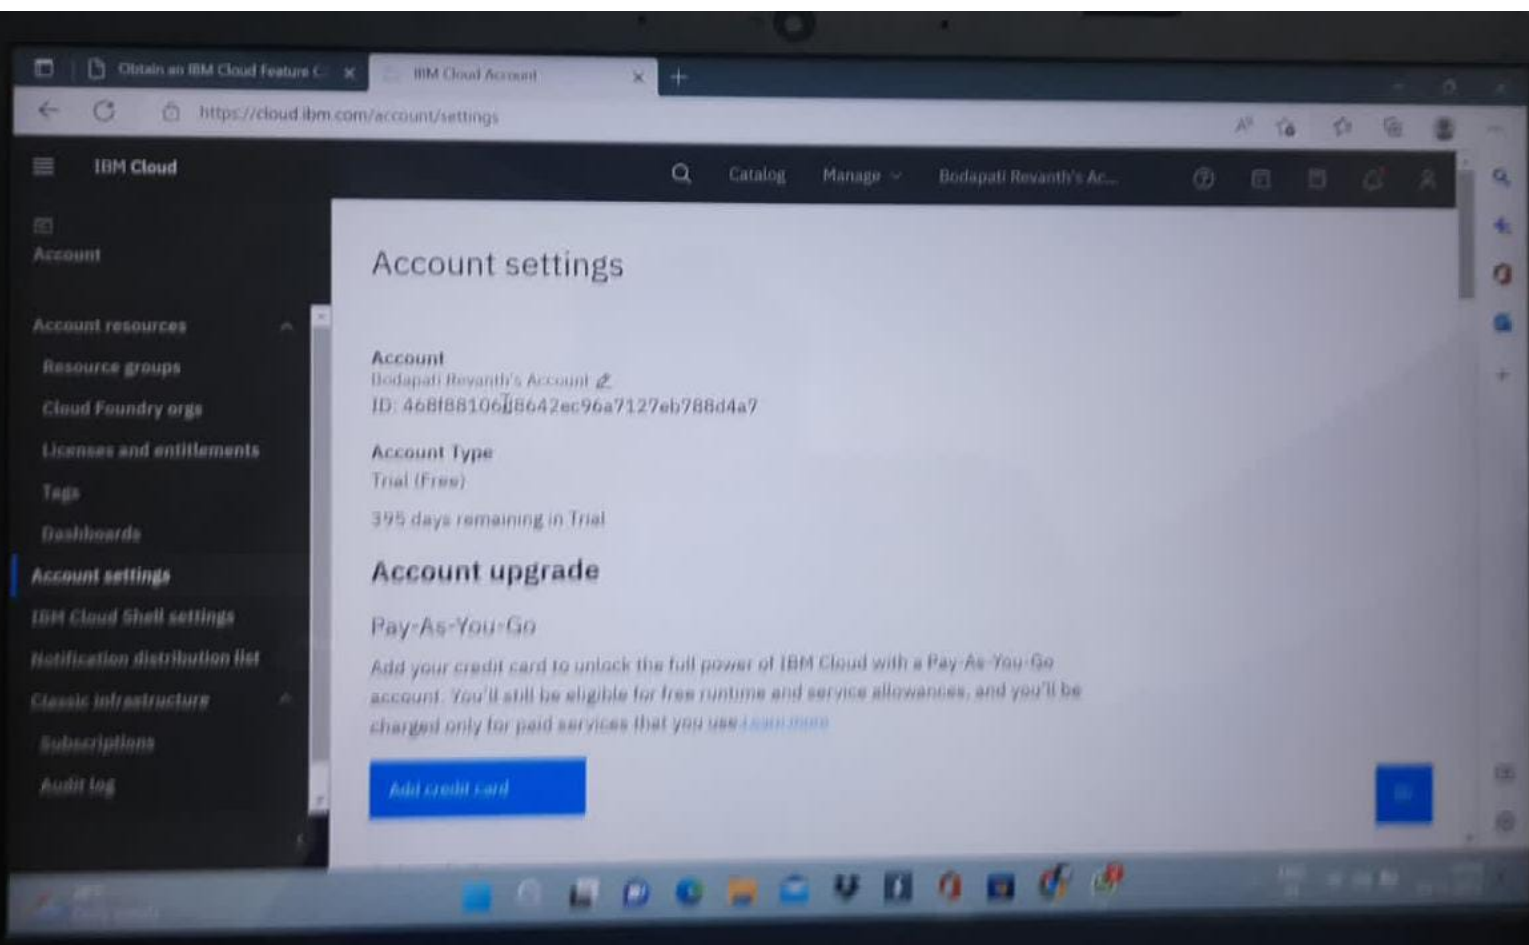 Obtain an IBM Cloud Feature C
IBM Cloud Account
https://cloud.ibm.com/account/settings
IBM Cloud
Catalog
Manage
Bodapati Revanth's Ac...
Account
Account resources
Resource groups
Cloud Foundry orgs
Licenses and entitlements
Tags
Dashboards
Account settings
IBM Cloud Shell settings
Notification distribution list
Classic infrastructure
Subscriptions
Audit log
Account settings
Account
Bodapati Revanth's Account
ID:
Account Type
Trial (Free)
395 days remaining in Trial
Account upgrade
Pay-As-You-Go
Add your credit card to unlock the full power of IBM Cloud with a Pay-As-You-Go
account. You'll still be eligible for free runtime and service allowances, and you'll be
charged only for paid services that you use Learn more
Add credit card